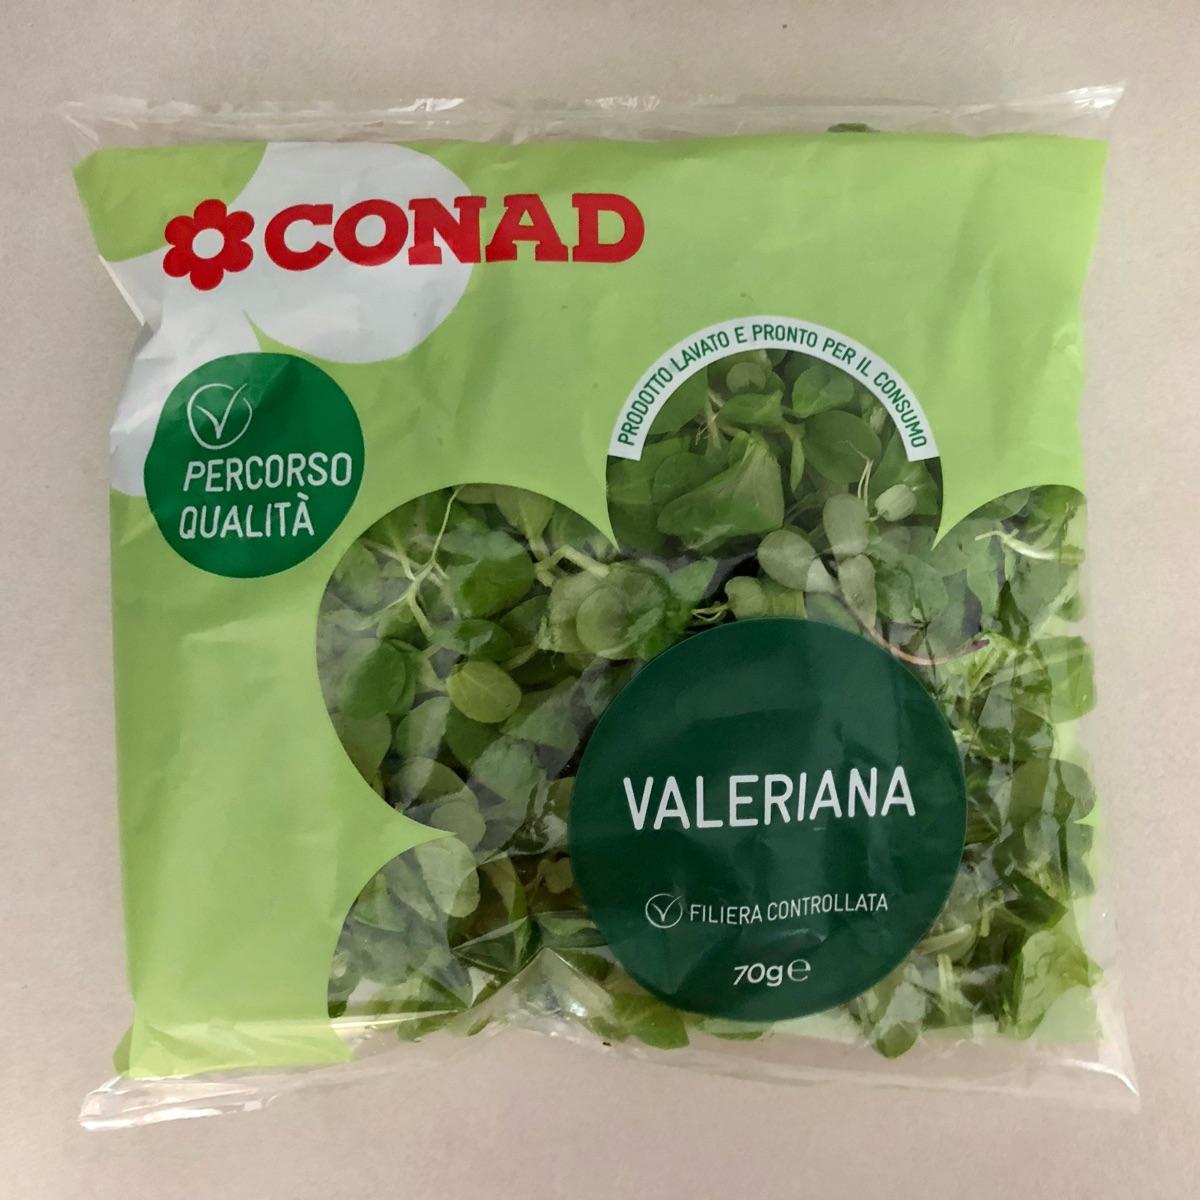 CONAD
PRODOTTO LAVATO E PRONTO PER IL CONSUMO
PERCORSO
QUALITÀ
VALERIANA
FILIERA CONTROLLATA
70g℮